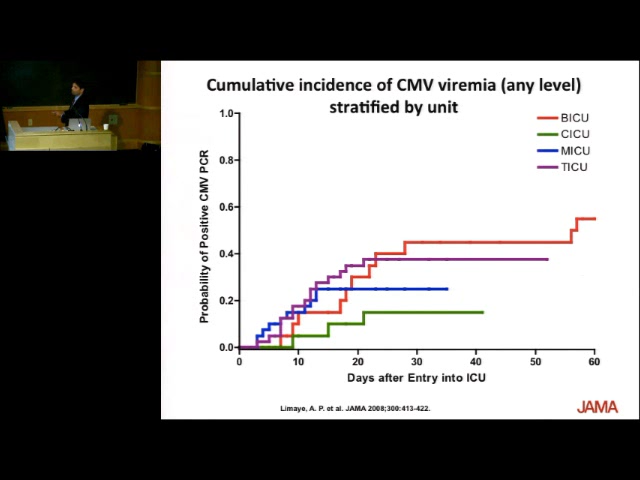 Cumulative incidence of CMV viremia (any level)
stratified by unit
BICU
CICU
MICU
TICU
Probability of Positive CMV PCR
1.0
0.8
0.6
0.4
0.2
0.0
0 10 20 30 40 50 60
Days after Entry into ICU
Limaye, A. P. et al. JAMA 2008;300:413-422.
JAMA